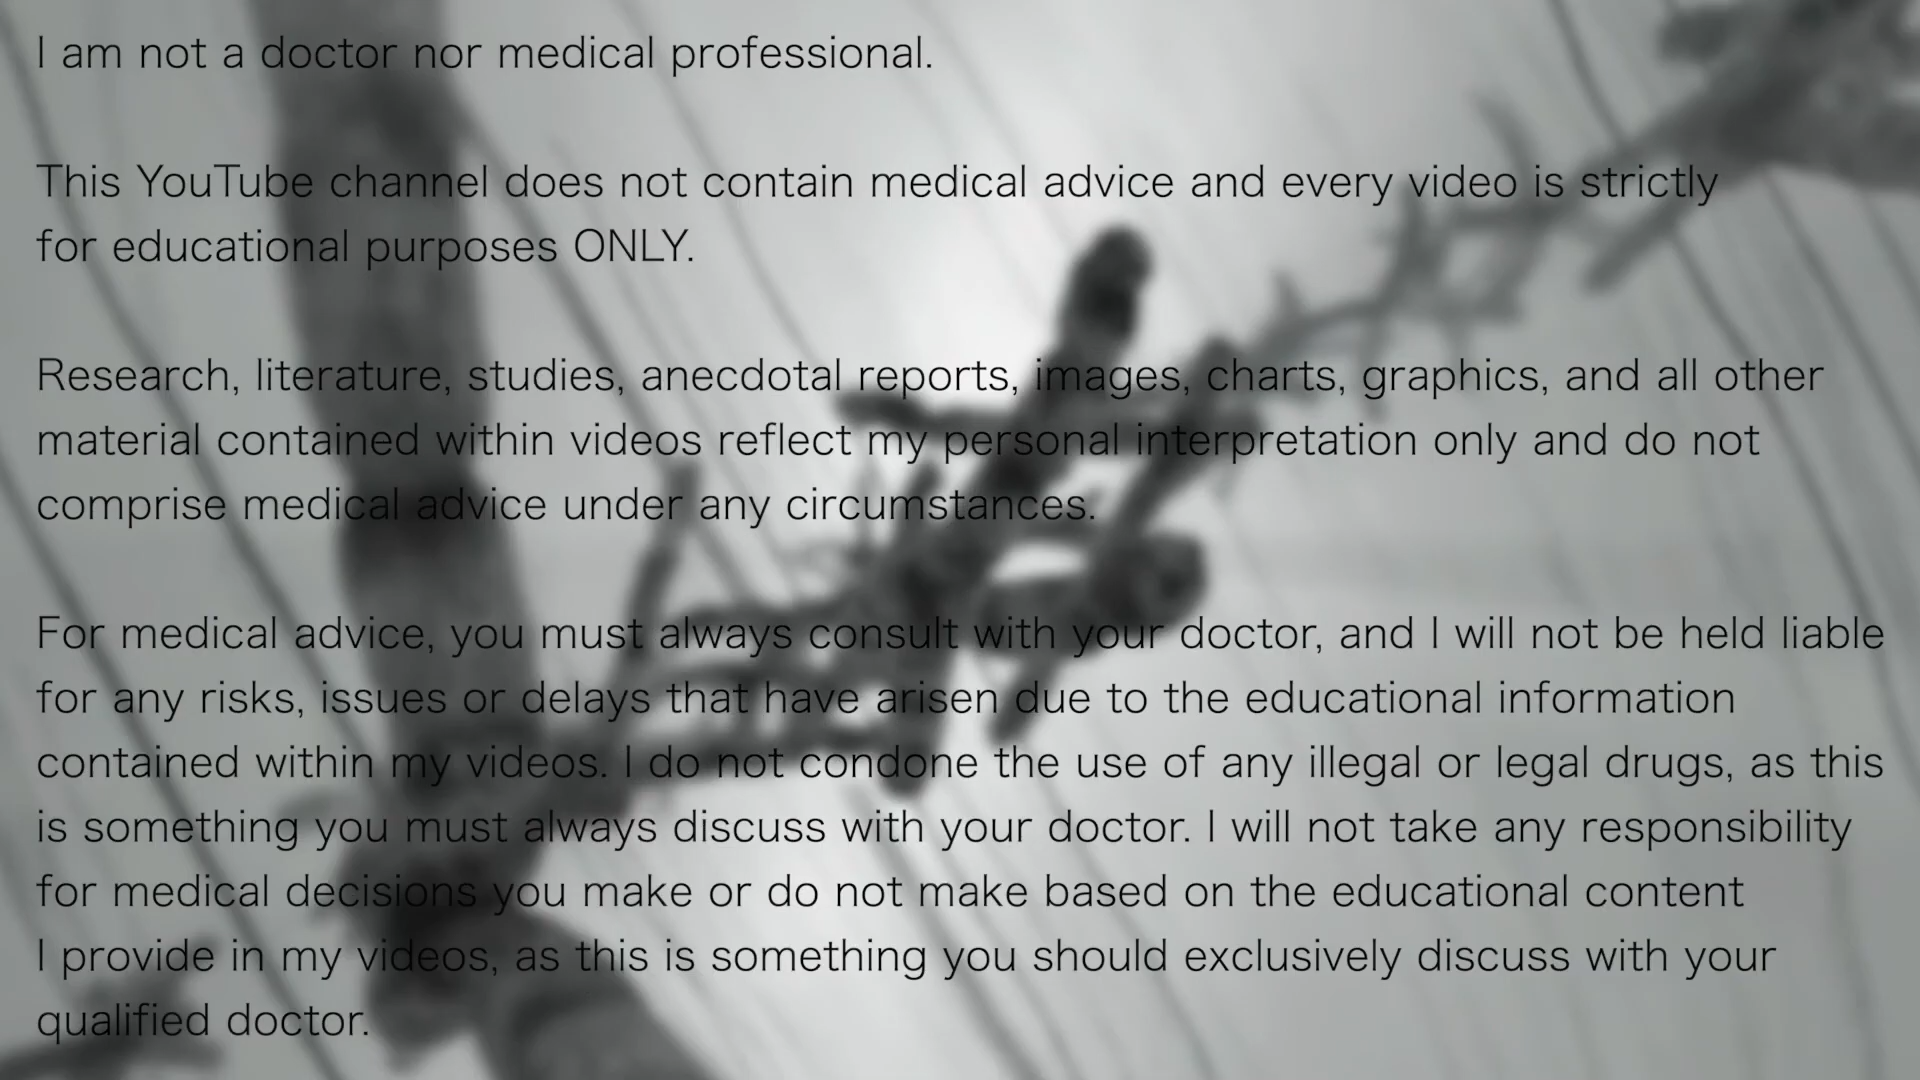 I am not a doctor nor medical professional.
This YouTube channel does not contain medical advice and every video is strictly
for educational purposes ONLY.
Research, literature, studies, anecdotal reports, images, charts, graphics, and all other
material contained within videos reflect my personal interpretation only and do not
comprise medical advice under any circumstances.
For medical advice, you must always consult with your doctor, and I will not be held liable
for any risks, issues or delays that have arisen due to the educational information
contained within my videos. I do not condone the use of any illegal or legal drugs, as this
is something you must always discuss with your doctor. I will not take any responsibility
for medical decisions you make or do not make based on the educational content
I provide in my videos, as this is something you should exclusively discuss with your
qualified doctor.